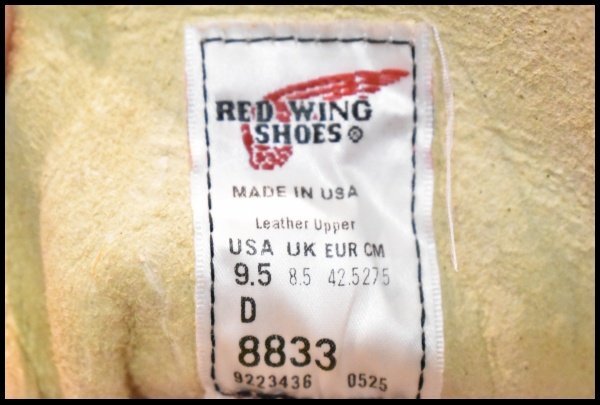 RED WING
SHOES ®
MADE IN USA
Leather Upper
USA UK EUR CM
9.5 8.5 42.5 27.5
D
8833
9223436 0525